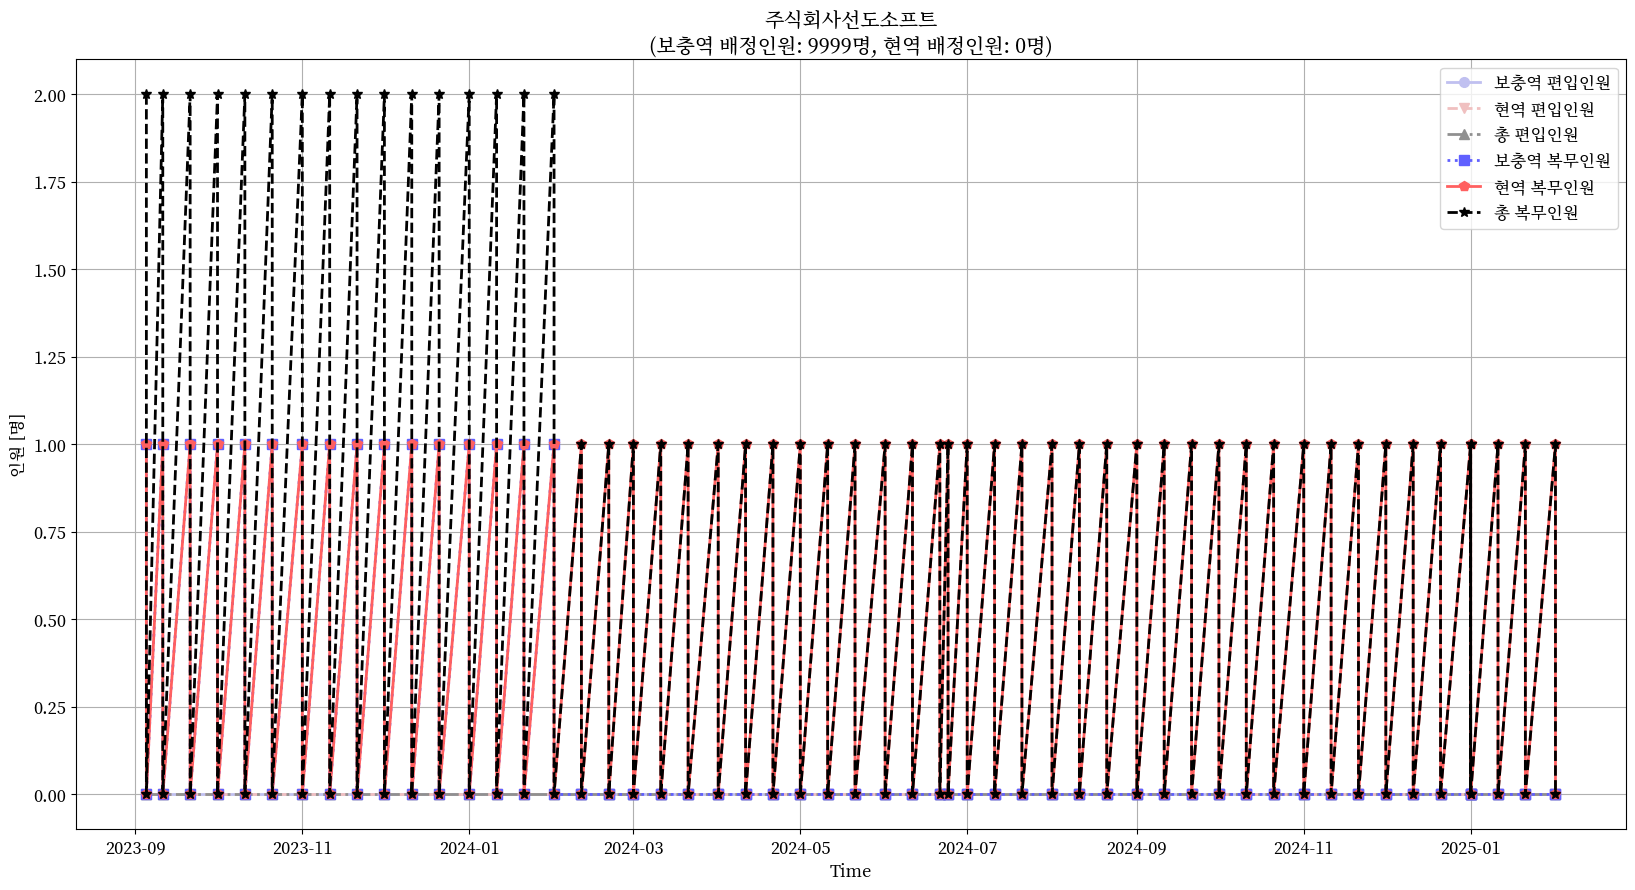 주식회사선도소프트
(보충역 배정인원: 9999명, 현역 배정인원: 0명)
보충역 편입인원
현역 편입인원
총 편입인원
보충역 복무인원
현역 복무인원
총 복무인원
2.00
1.75
1.50
1.25
1.00
0.75
0.50
0.25
0.00
인원 [명]
2023-09
2023-11
2024-01
2024-03
2024-05
2024-07
2024-09
2024-11
2025-01
Time